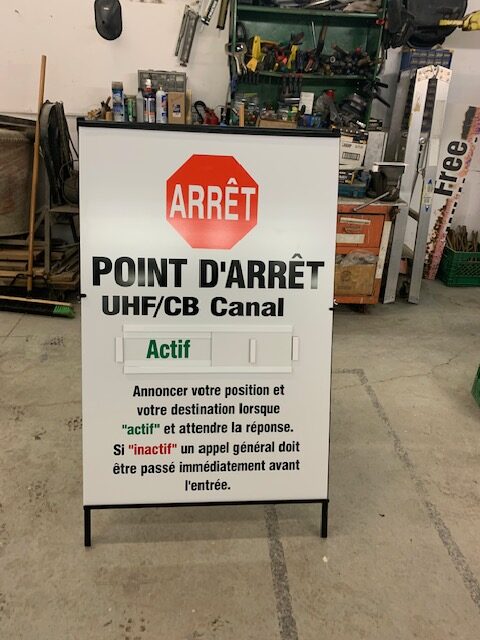 ARRÊT
POINT D'ARRÊT
UHF/CB Canal
Actif
Annoncer votre position et
votre destination lorsque
"actif" et attendre la réponse.
Si "inactif" un appel général doit
être passé immédiatement avant
l'entrée.
Free